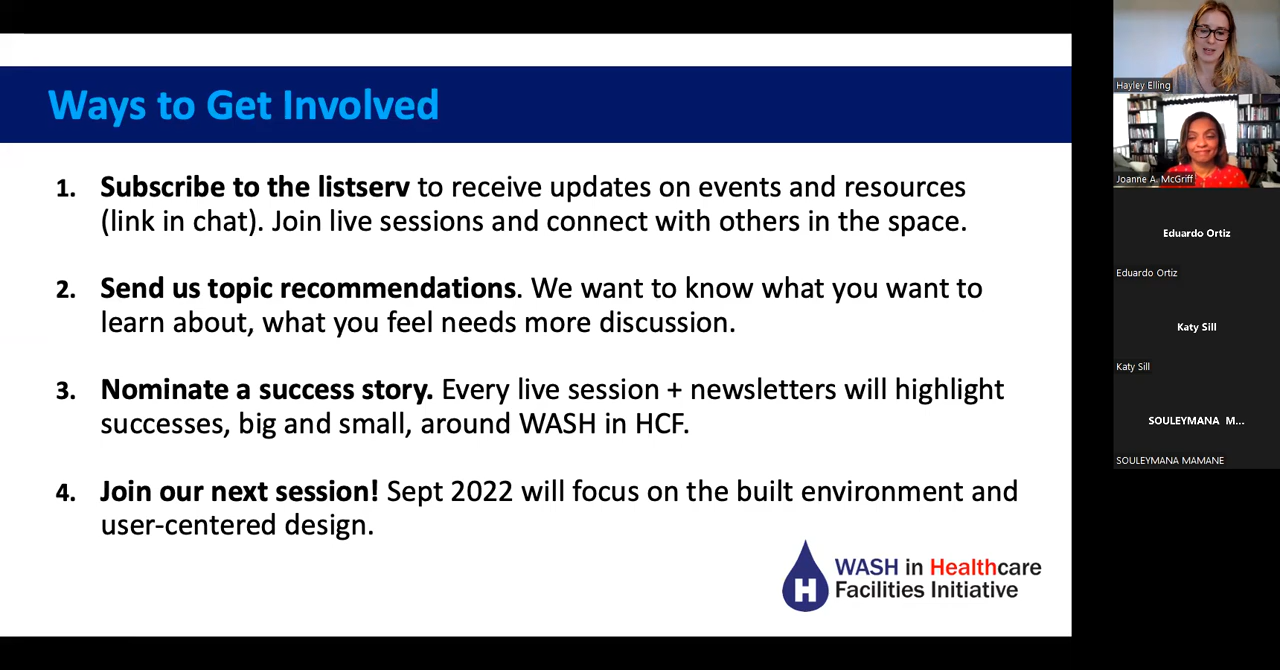 Ways to Get Involved
1. Subscribe to the listserv to receive updates on events and resources
(link in chat). Join live sessions and connect with others in the space.
2. Send us topic recommendations. We want to know what you want to
learn about, what you feel needs more discussion.
3. Nominate a success story. Every live session + newsletters will highlight
successes, big and small, around WASH in HCF.
4. Join our next session! Sept 2022 will focus on the built environment and
user-centered design.
H
WASH in Healthcare
Facilities Initiative
Hayley Elling
Joanne A. McGriff
Eduardo Ortiz
Eduardo Ortiz
Katy Sill
Katy Sill
SOULEYMANA M...
SOULEYMANA MAMANE